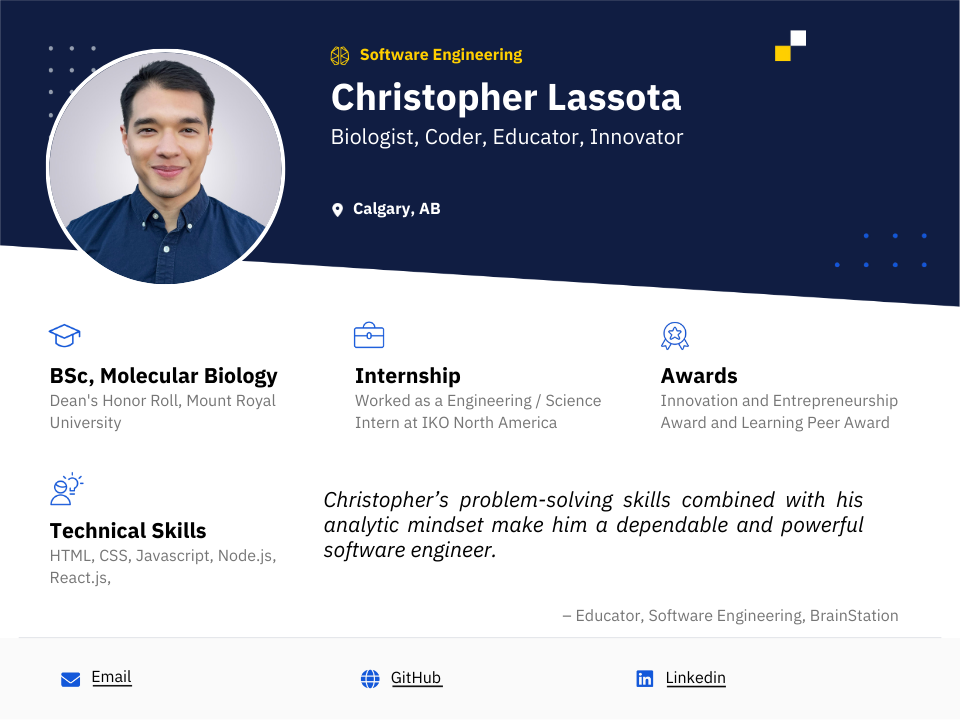 Software Engineering
Christopher Lassota
Biologist, Coder, Educator, Innovator
Calgary, AB
BSc, Molecular Biology
Dean's Honor Roll, Mount Royal
University
Internship
Worked as a Engineering / Science
Intern at IKO North America
Awards
Innovation and Entrepreneurship
Award and Learning Peer Award
Technical Skills
HTML, CSS, Javascript, Node.js,
React.js,
Christopher’s problem-solving skills combined with his
analytic mindset make him a dependable and powerful
software engineer.
– Educator, Software Engineering, BrainStation
Email
GitHub
Linkedin